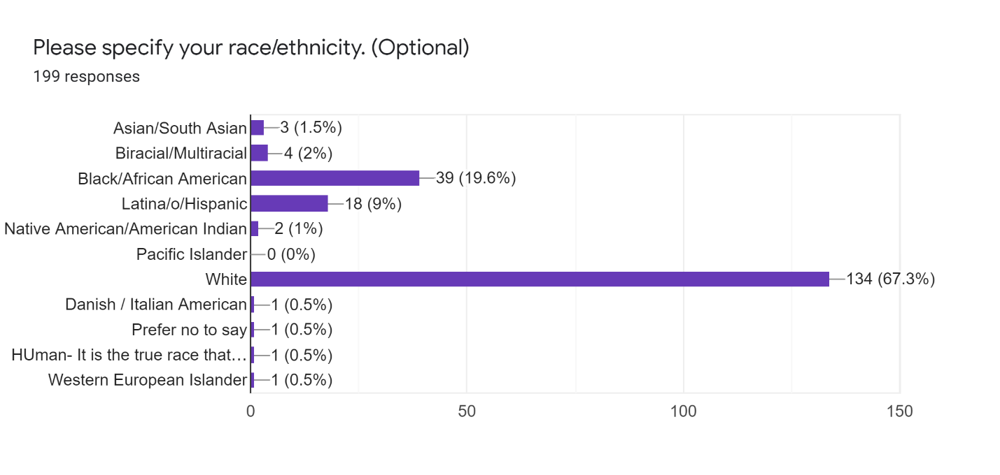 Please specify your race/ethnicity. (Optional)
199 responses
Asian/South Asian 3 (1.5%)
Biracial/Multiracial 4 (2%)
Black/African American 39 (19.6%)
Latina/o/Hispanic 18 (9%)
Native American/American Indian 2 (1%)
Pacific Islander 0 (0%)
White 134 (67.3%)
Danish / Italian American 1 (0.5%)
Prefer no to say 1 (0.5%)
HUman- It is the true race that… 1 (0.5%)
Western European Islander 1 (0.5%)
0 50 100 150